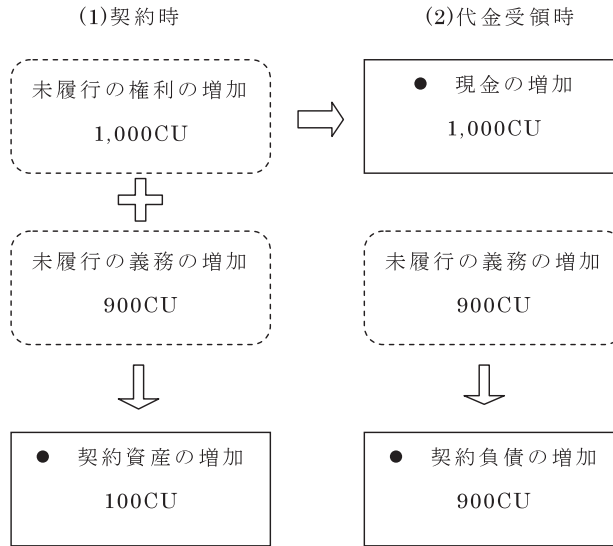 (1)契約時
(2)代金受領時
未履行の権利の増加
1,000CU
● 現金の増加
1,000CU
未履行の義務の増加
900CU
未履行の義務の増加
900CU
● 契約資産の増加
100CU
● 契約負債の増加
900CU